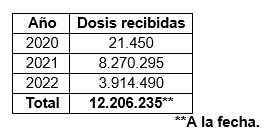 Año Dosis recibidas
2020 21.450
2021 8.270.295
2022 3.914.490
Total 12.206.235**
**A la fecha.